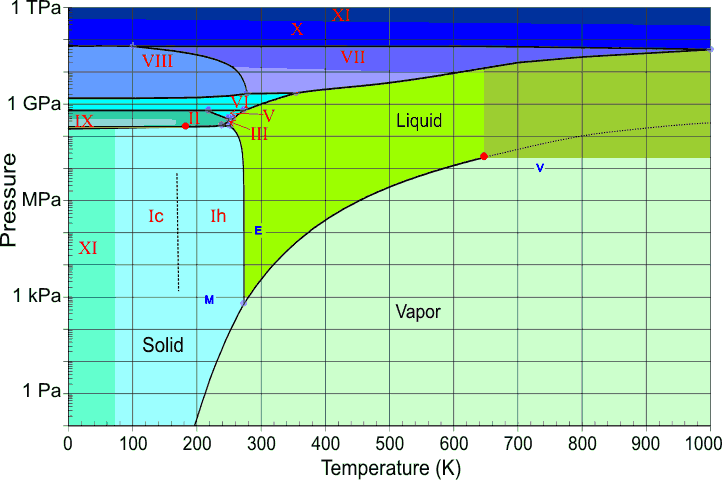 1 TPa
XI
X
VIII
VII
1 GPa
VI
V
IX
II
III
Liquid
MPa
V
Ic
Ih
E
XI
1 kPa
M
Vapor
Solid
1 Pa
Pressure
0 100 200 300 400 500 600 700 800 900 1000
Temperature (K)